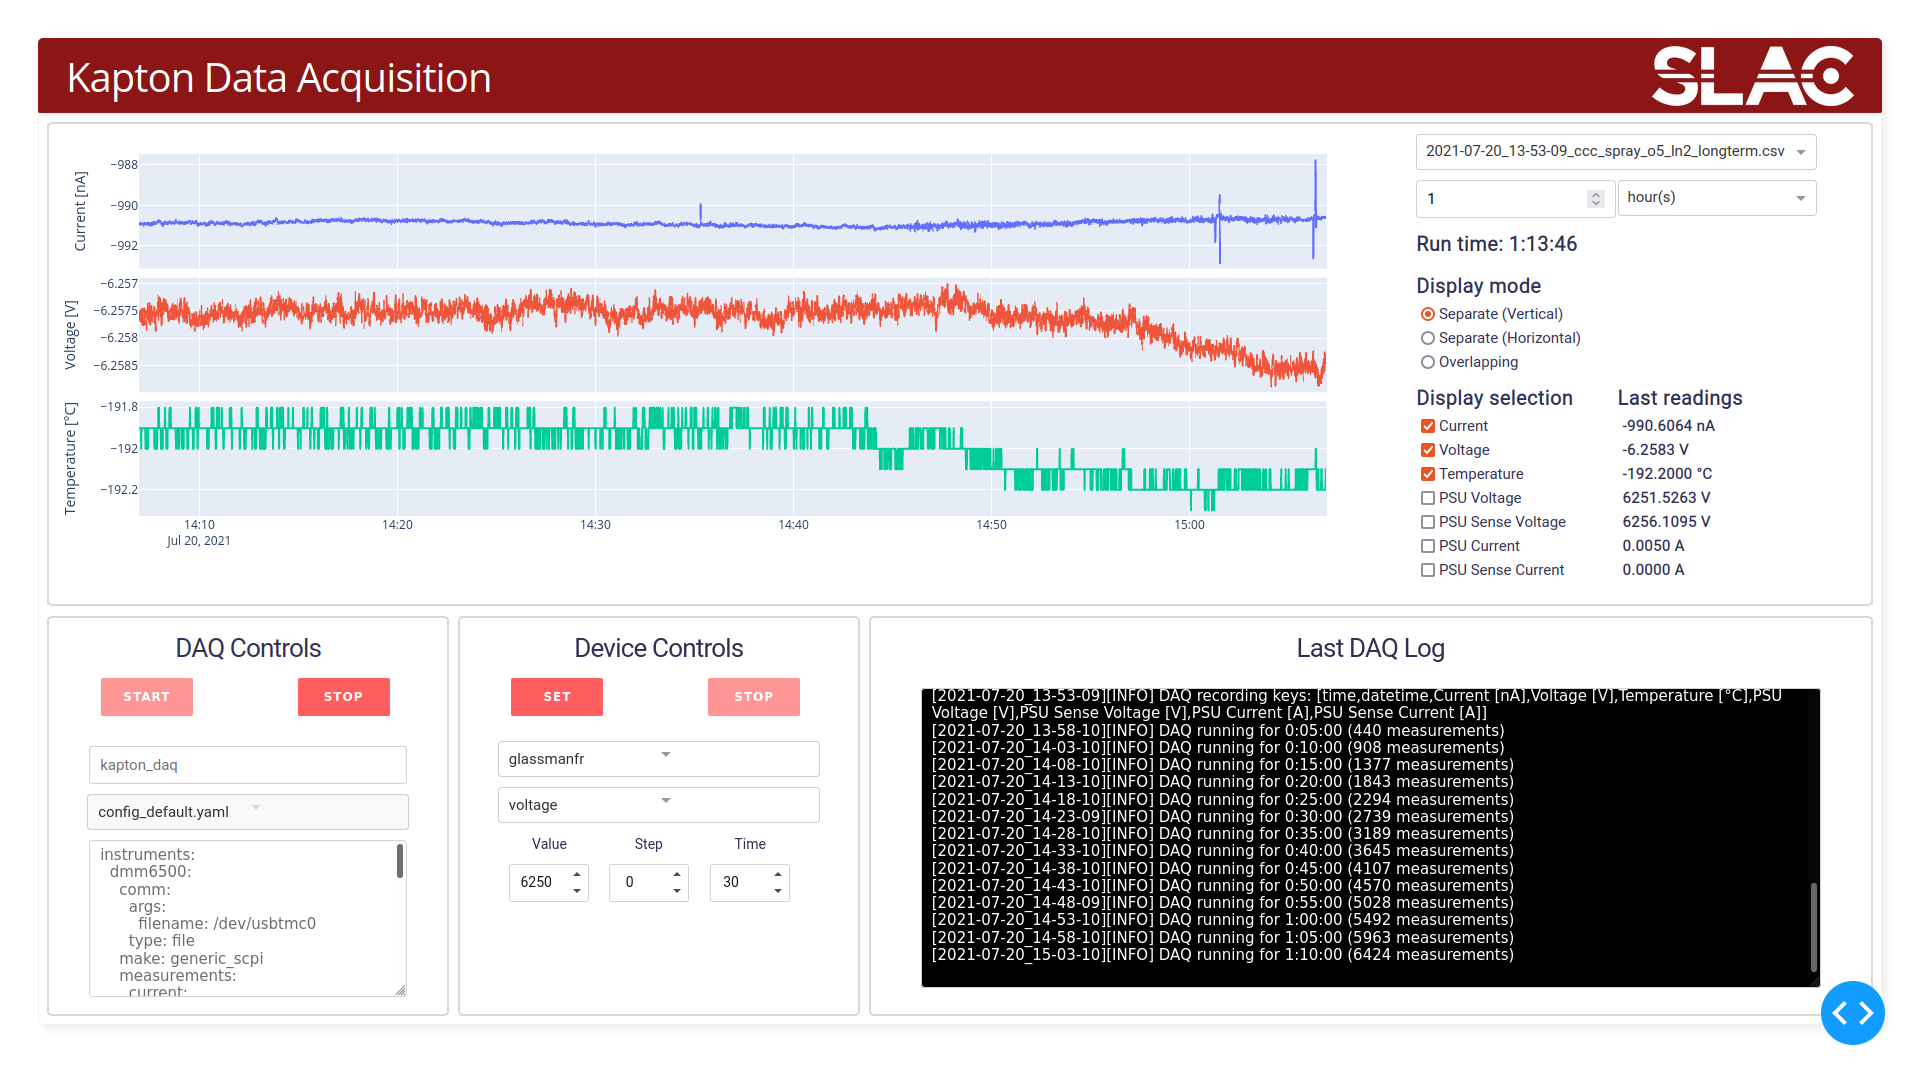 Kapton Data Acquisition
SLAC
Current [nA]
−988
−990
−992
Voltage [V]
−6.257
−6.2575
−6.258
−6.2585
Temperature [°C]
−191.8
−192
−192.2
14:10
14:20
14:30
14:40
14:50
15:00
Jul 20, 2021
2021-07-20_13-53-09_ccc_spray_o5_ln2_longterm.csv
1
hour(s)
Run time: 1:13:46
Display mode
Separate (Vertical)
Separate (Horizontal)
Overlapping
Display selection Last readings
Current -990.6064 nA
Voltage -6.2583 V
Temperature -192.2000 °C
PSU Voltage 6251.5263 V
PSU Sense Voltage 6256.1095 V
PSU Current 0.0050 A
PSU Sense Current 0.0000 A
DAQ Controls
START STOP
kapton_daq
config_default.yaml
instruments:
dmm6500:
comm:
args:
filename: /dev/usbtmc0
type: file
make: generic_scpi
measurements:
current:
Device Controls
SET STOP
glassmanfr
voltage
Value Step Time
6250 0 30
Last DAQ Log
[2021-07-20_13-53-09][INFO] DAQ recording keys: [time,datetime,Current [nA],Voltage [V],Temperature [°C],PSU
Voltage [V],PSU Sense Voltage [V],PSU Current [A],PSU Sense Current [A]]
[2021-07-20_13-58-10][INFO] DAQ running for 0:05:00 (440 measurements)
[2021-07-20_14-03-10][INFO] DAQ running for 0:10:00 (908 measurements)
[2021-07-20_14-08-10][INFO] DAQ running for 0:15:00 (1377 measurements)
[2021-07-20_14-13-10][INFO] DAQ running for 0:20:00 (1843 measurements)
[2021-07-20_14-18-10][INFO] DAQ running for 0:25:00 (2294 measurements)
[2021-07-20_14-23-09][INFO] DAQ running for 0:30:00 (2739 measurements)
[2021-07-20_14-28-10][INFO] DAQ running for 0:35:00 (3189 measurements)
[2021-07-20_14-33-10][INFO] DAQ running for 0:40:00 (3645 measurements)
[2021-07-20_14-38-10][INFO] DAQ running for 0:45:00 (4107 measurements)
[2021-07-20_14-43-10][INFO] DAQ running for 0:50:00 (4570 measurements)
[2021-07-20_14-48-09][INFO] DAQ running for 0:55:00 (5028 measurements)
[2021-07-20_14-53-10][INFO] DAQ running for 1:00:00 (5492 measurements)
[2021-07-20_14-58-10][INFO] DAQ running for 1:05:00 (5963 measurements)
[2021-07-20_15-03-10][INFO] DAQ running for 1:10:00 (6424 measurements)